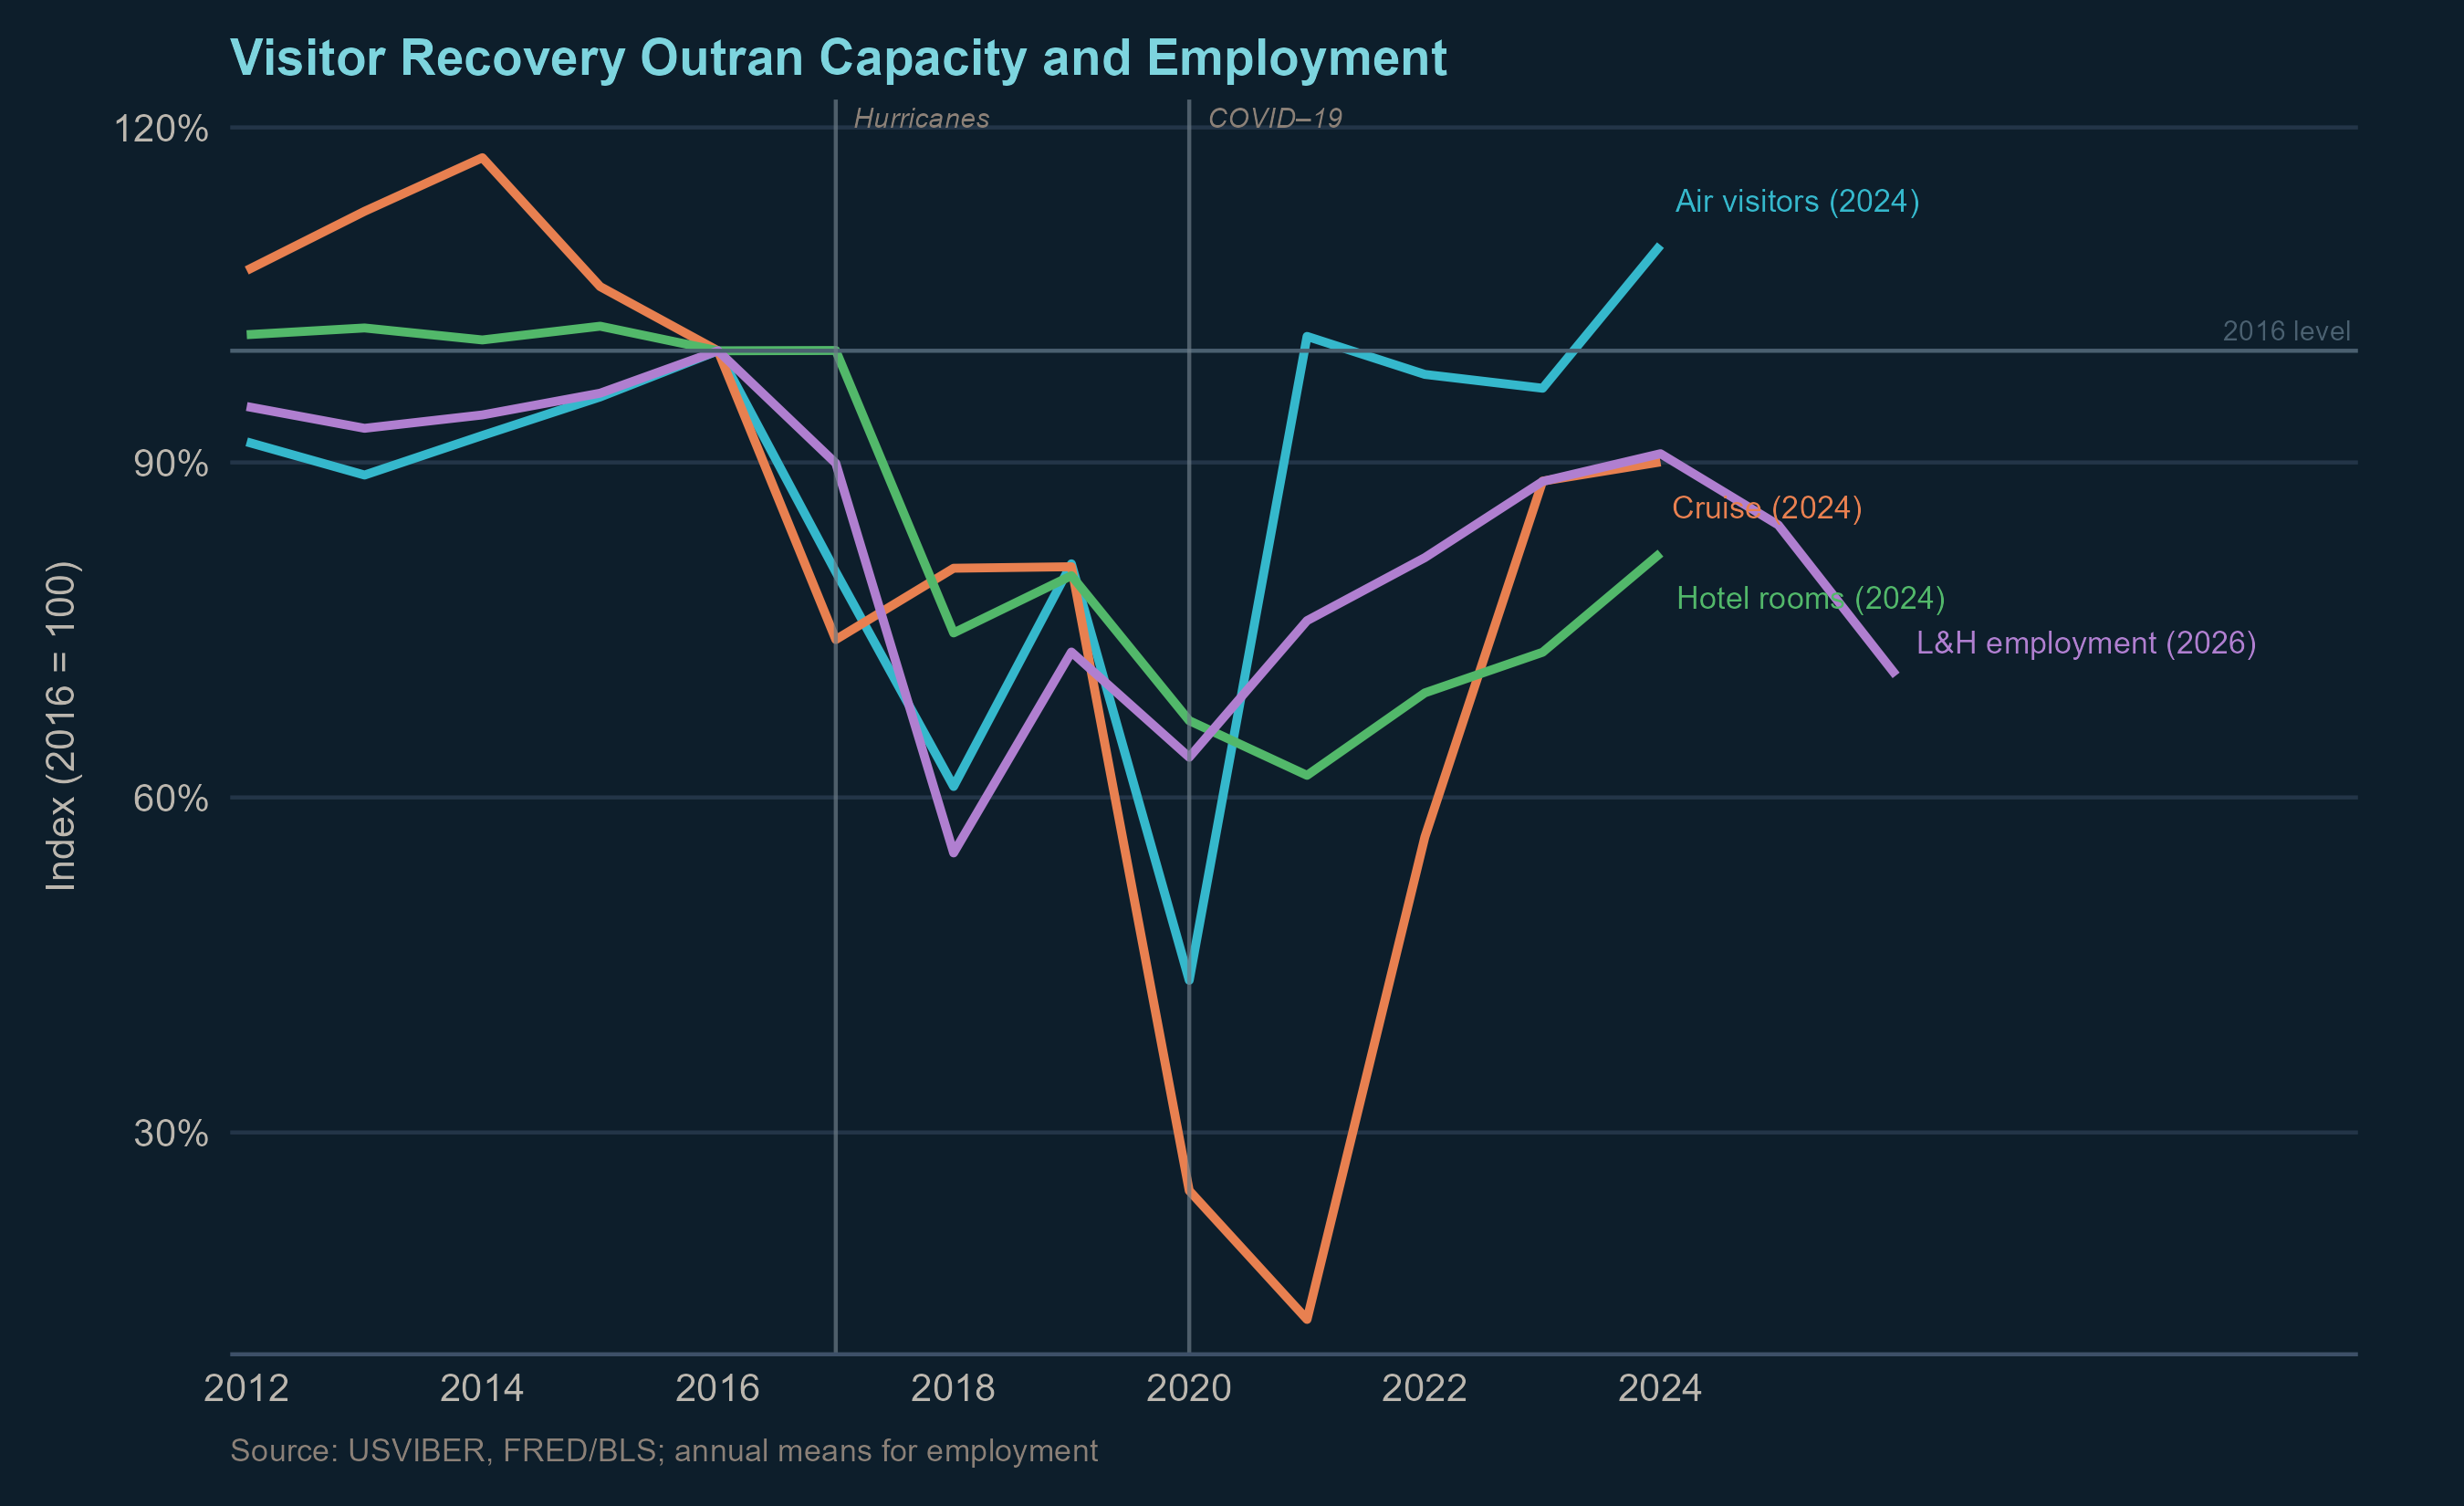 Visitor Recovery Outran Capacity and Employment
120%
Hurricanes
COVID–19
Air visitors (2024)
2016 level
90%
Cruise (2024)
Hotel rooms (2024)
L&H employment (2026)
Index (2016 = 100)
60%
30%
2012 2014 2016 2018 2020 2022 2024
Source: USVIBER, FRED/BLS; annual means for employment